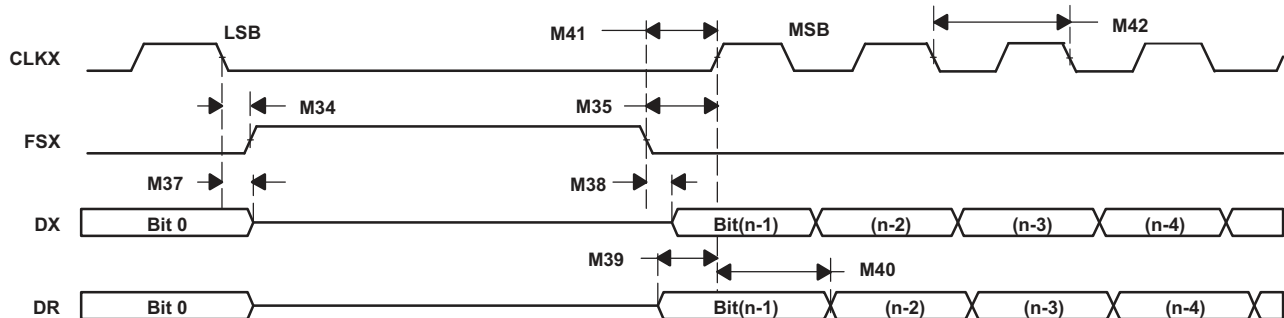 LSB M41 MSB M42
CLKX
M34 M35
FSX
M37 M38
DX Bit 0 Bit(n-1) (n-2) (n-3) (n-4)
M39 M40
DR Bit 0 Bit(n-1) (n-2) (n-3) (n-4)